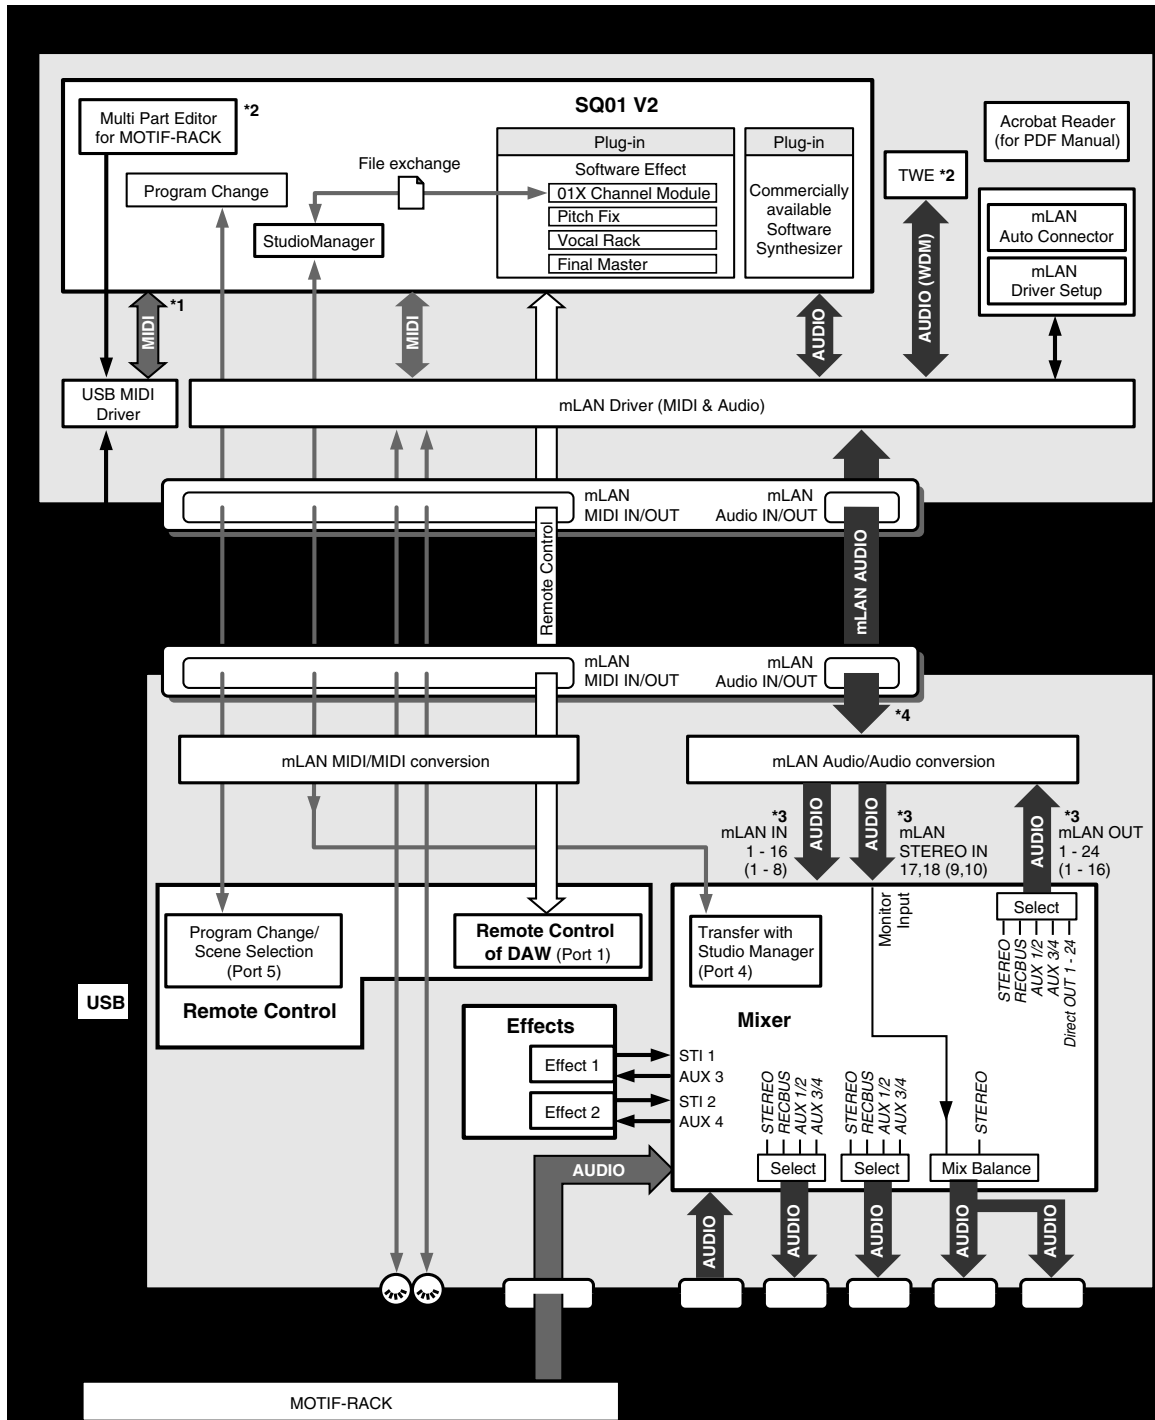 SQ01 V2
Multi Part Editor
for MOTIF-RACK
*2
Program Change
File exchange
StudioManager
Plug-in
Software Effect
01X Channel Module
Pitch Fix
Vocal Rack
Final Master
Plug-in
Commercially
available
Software
Synthesizer
TWE *2
Acrobat Reader
(for PDF Manual)
mLAN
Auto Connector
mLAN
Driver Setup
*1
MIDI
MIDI
AUDIO
AUDIO (WDM)
USB MIDI
Driver
mLAN Driver (MIDI & Audio)
mLAN
MIDI IN/OUT
mLAN
Audio IN/OUT
Remote Control
mLAN AUDIO
mLAN
MIDI IN/OUT
mLAN
Audio IN/OUT
*4
mLAN MIDI/MIDI conversion
mLAN Audio/Audio conversion
*3
mLAN IN
1 - 16
(1 - 8)
AUDIO
AUDIO
*3
mLAN
STEREO IN
17,18 (9,10)
AUDIO
*3
mLAN OUT
1 - 24
(1 - 16)
Program Change/
Scene Selection
(Port 5)
Remote Control
of DAW (Port 1)
Remote Control
Transfer with
Studio Manager
(Port 4)
Monitor
Input
Select
STEREO
RECBUS
AUX 1/2
AUX 3/4
Direct OUT 1 - 24
USB
Mixer
Effects
Effect 1
Effect 2
STI 1
AUX 3
STI 2
AUX 4
STEREO
RECBUS
AUX 1/2
AUX 3/4
STEREO
RECBUS
AUX 1/2
AUX 3/4
STEREO
Select
Select
Mix Balance
AUDIO
AUDIO
AUDIO
AUDIO
AUDIO
AUDIO
MOTIF-RACK